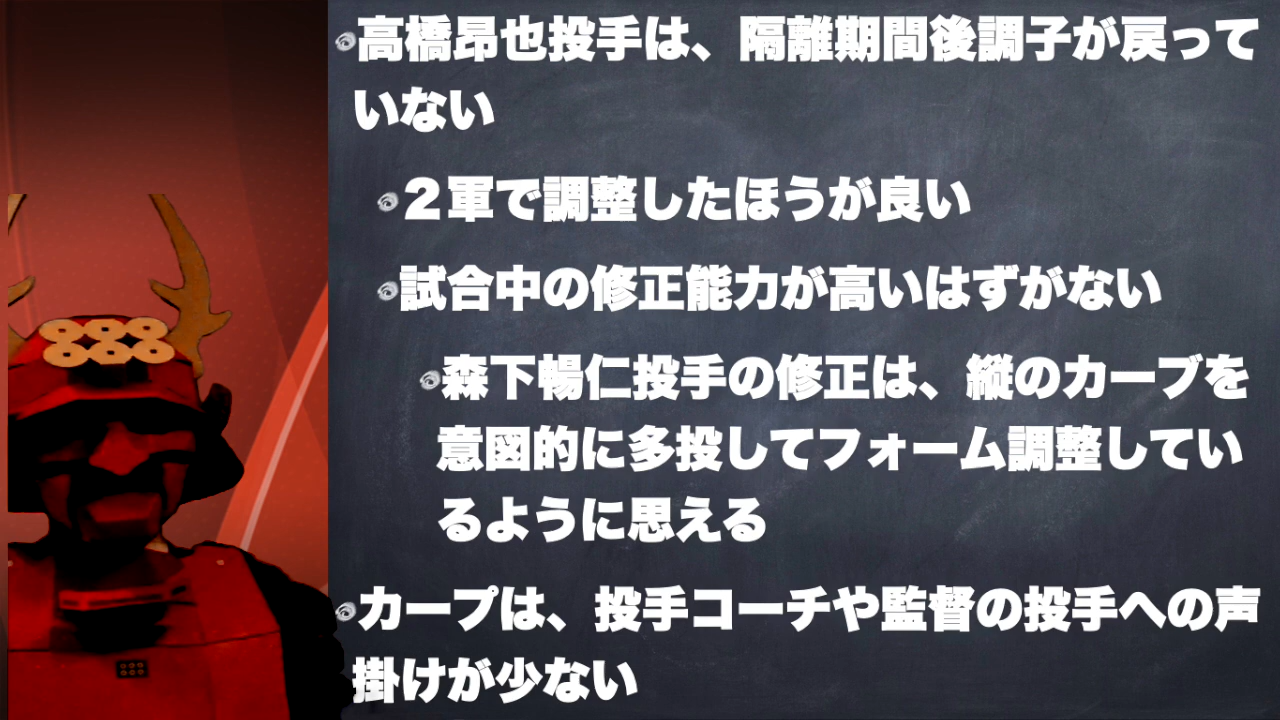 高橋昂也投手は、隔離期間後調子が戻って
いない
２軍で調整したほうが良い
試合中の修正能力が高いはずがない
森下暢仁投手の修正は、縦のカーブを
意図的に多投してフォーム調整してい
るように思える
カープは、投手コーチや監督の投手への声
掛けが少ない